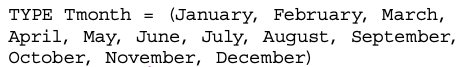 TYPE Tmonth = (January, February, March,
April, May, June, July, August, September,
October, November, December)